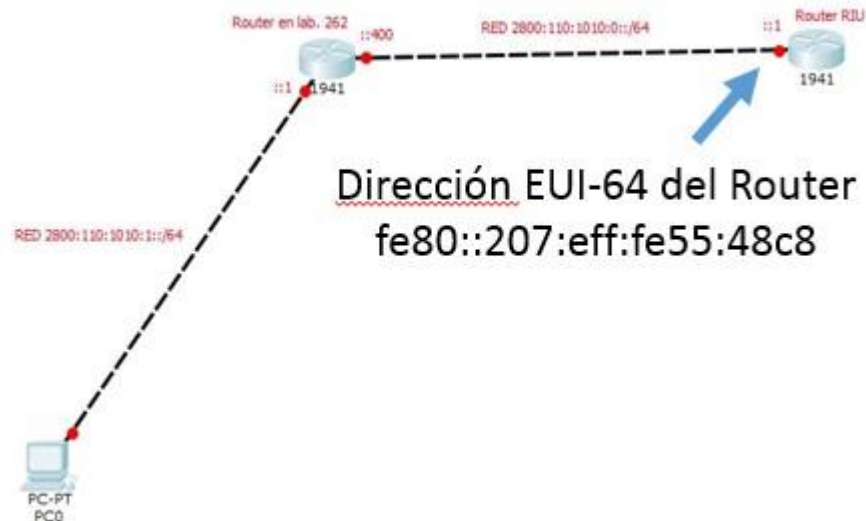 Router en lab. 262
::400
RED 2800:110:1010:0::/64
::1
Router RIU
1941
::1
1941
Dirección EUI-64 del Router
fe80::207:eff:fe55:48c8
RED 2800:110:1010:1::/64
PC-PT
PC0